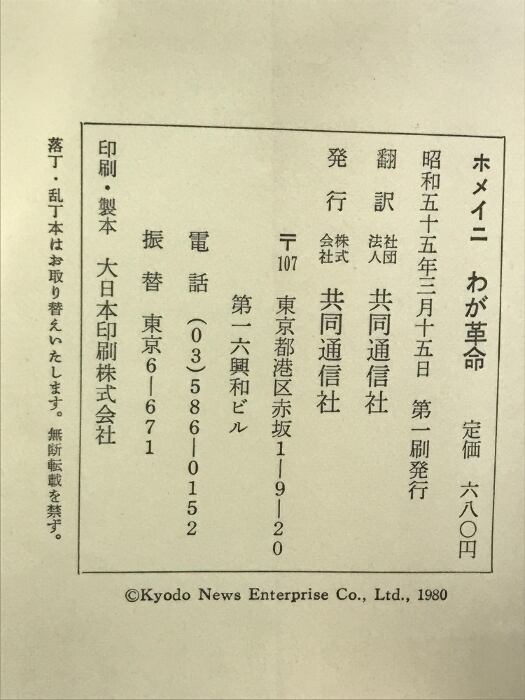 ホメイニ　わが革命　定価　六八〇円
昭和五十五年三月十五日　第一刷発行
翻訳　社団法人　共同通信社
発行　株式会社　共同通信社
〒107　東京都港区赤坂1―9―20
第一六興和ビル
電話　(03)586―0152
振替　東京6―671
印刷・製本　大日本印刷株式会社
落丁・乱丁本はお取り替えいたします。無断転載を禁ず。
©Kyodo News Enterprise Co., Ltd., 1980